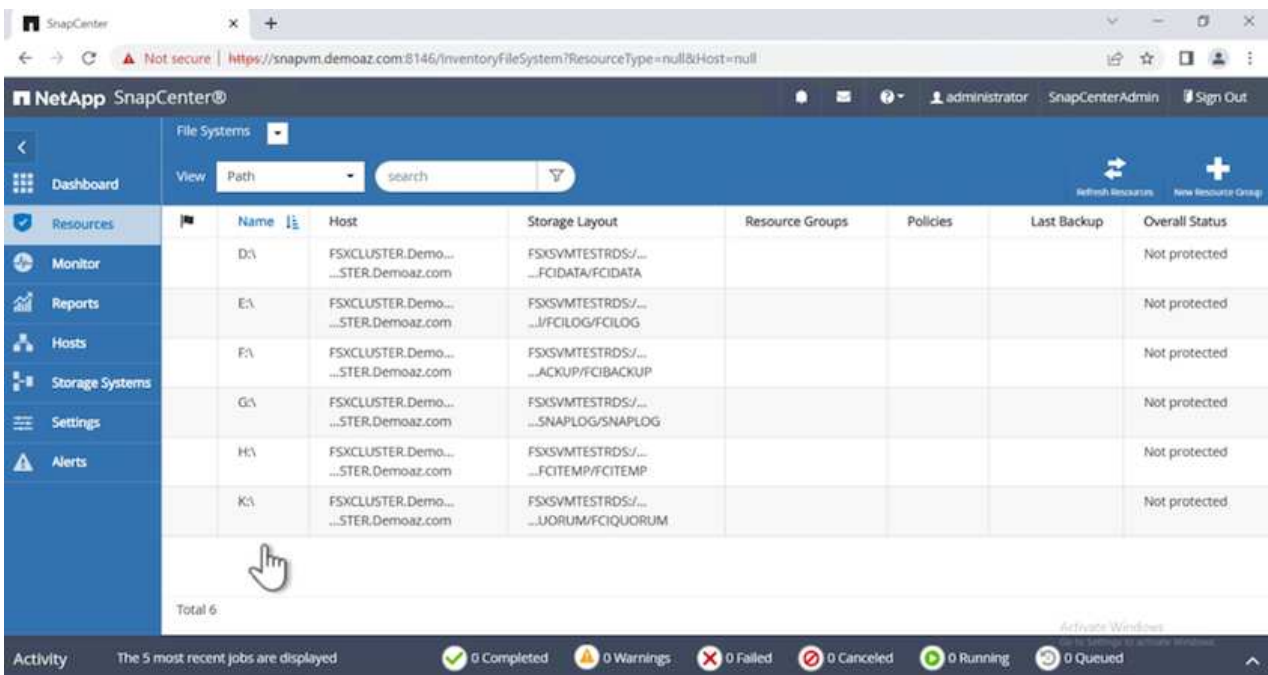 SnapCenter
Not secure | https://snapvm.demoaz.com:8146/InventoryFileSystem?ResourceType=null&Host=null
NetApp SnapCenter®
administrator SnapCenterAdmin Sign Out
File Systems
Dashboard
View Path search
Refresh Resources New Resource Group
Resources
Name Host Storage Layout Resource Groups Policies Last Backup Overall Status
D:\ FSXCLUSTER.Demo... FSXSVMTESTRDS:/... Not protected
...STER.Demoaz.com ...FCIDATA/FCIDATA
Monitor
E:\ FSXCLUSTER.Demo... FSXSVMTESTRDS:/... Not protected
...STER.Demoaz.com ...I/FCILOG/FCILOG
Reports
Hosts
F:\ FSXCLUSTER.Demo... FSXSVMTESTRDS:/... Not protected
...STER.Demoaz.com ...ACKUP/FCIBACKUP
Storage Systems
G:\ FSXCLUSTER.Demo... FSXSVMTESTRDS:/... Not protected
...STER.Demoaz.com ...SNAPLOG/SNAPLOG
Settings
H:\ FSXCLUSTER.Demo... FSXSVMTESTRDS:/... Not protected
...STER.Demoaz.com ...FCITEMP/FCITEMP
Alerts
K:\ FSXCLUSTER.Demo... FSXSVMTESTRDS:/... Not protected
...STER.Demoaz.com ...UORUM/FCIQUORUM
Total 6
Activate Windows
Go to Settings to activate Windows.
Activity The 5 most recent jobs are displayed 0 Completed 0 Warnings 0 Failed 0 Canceled 0 Running 0 Queued